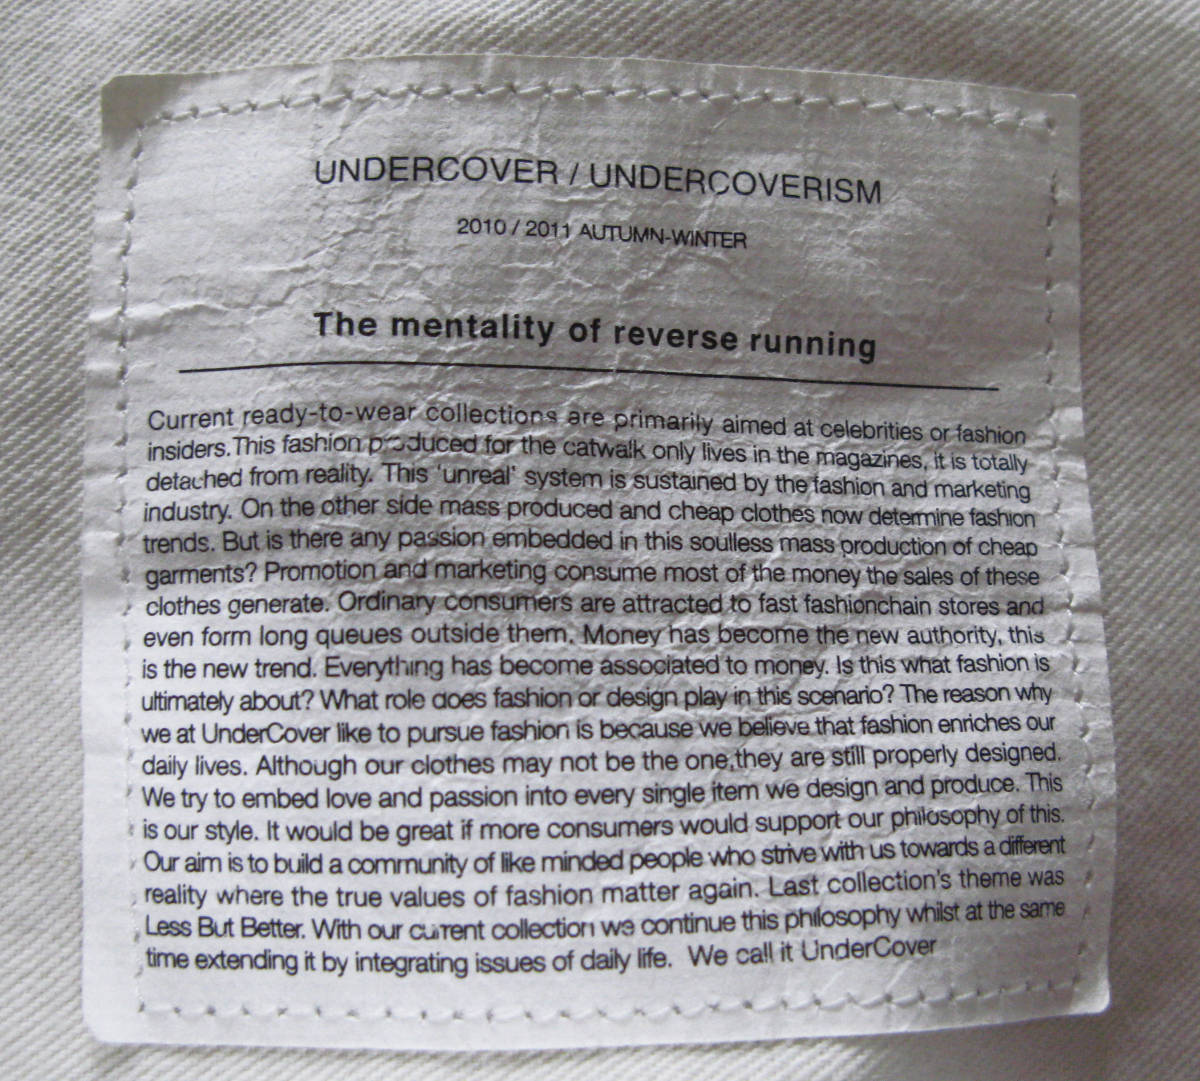 UNDERCOVER / UNDERCOVERISM
2010 / 2011 AUTUMN-WINTER
The mentality of reverse running
Current ready-to-wear collections are primarily aimed at celebrities or fashion
insiders. This fashion produced for the catwalk only lives in the magazines, it is totally
detached from reality. This 'unreal' system is sustained by the fashion and marketing
industry. On the other side mass produced and cheap clothes now determine fashion
trends. But is there any passion embedded in this soulless mass production of cheap
garments? Promotion and marketing consume most of the money the sales of these
clothes generate. Ordinary consumers are attracted to fast fashionchain stores and
even form long queues outside them. Money has become the new authority, this
is the new trend. Everything has become associated to money. Is this what fashion is
ultimately about? What role does fashion or design play in this scenario? The reason why
we at UnderCover like to pursue fashion is because we believe that fashion enriches our
daily lives. Although our clothes may not be the one,they are still properly designed.
We try to embed love and passion into every single item we design and produce. This
is our style. It would be great if more consumers would support our philosophy of this.
Our aim is to build a community of like minded people who strive with us towards a different
reality where the true values of fashion matter again. Last collection's theme was
Less But Better. With our current collection we continue this philosophy whilst at the same
time extending it by integrating issues of daily life. We call it UnderCover